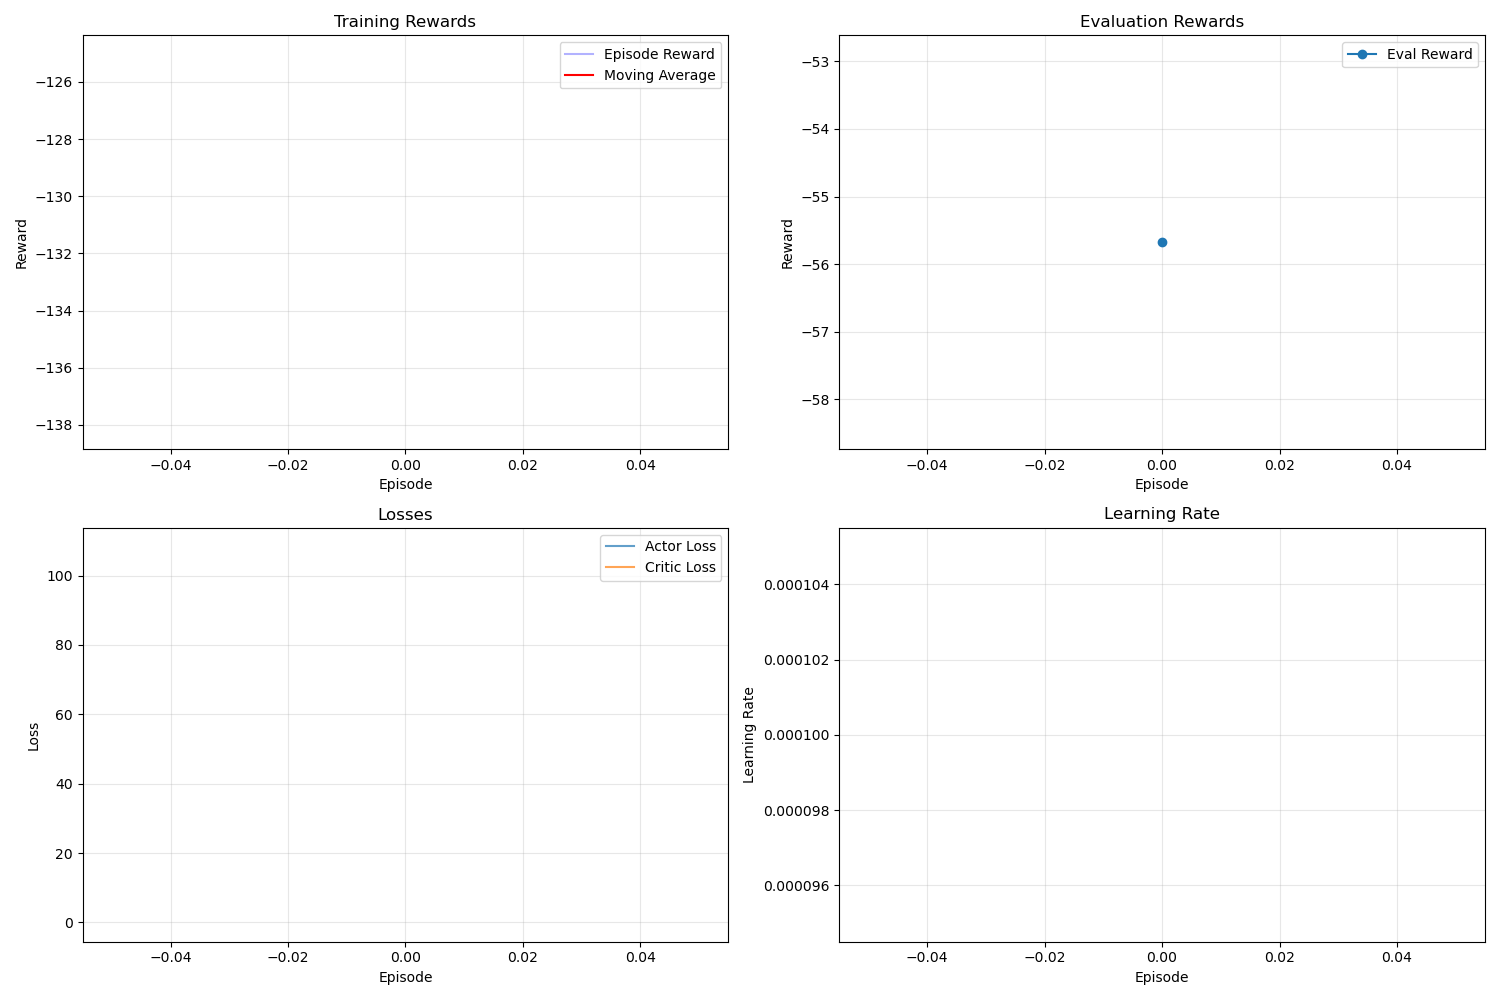 Training Rewards
Episode Reward
Moving Average
−126
−128
−130
−132
−134
−136
−138
Reward
−0.04 −0.02 0.00 0.02 0.04
Episode
Evaluation Rewards
Eval Reward
−53
−54
−55
−56
−57
−58
Reward
−0.04 −0.02 0.00 0.02 0.04
Episode
Losses
Actor Loss
Critic Loss
100
80
60
40
20
0
Loss
−0.04 −0.02 0.00 0.02 0.04
Episode
Learning Rate
0.000104
0.000102
0.000100
0.000098
0.000096
Learning Rate
−0.04 −0.02 0.00 0.02 0.04
Episode